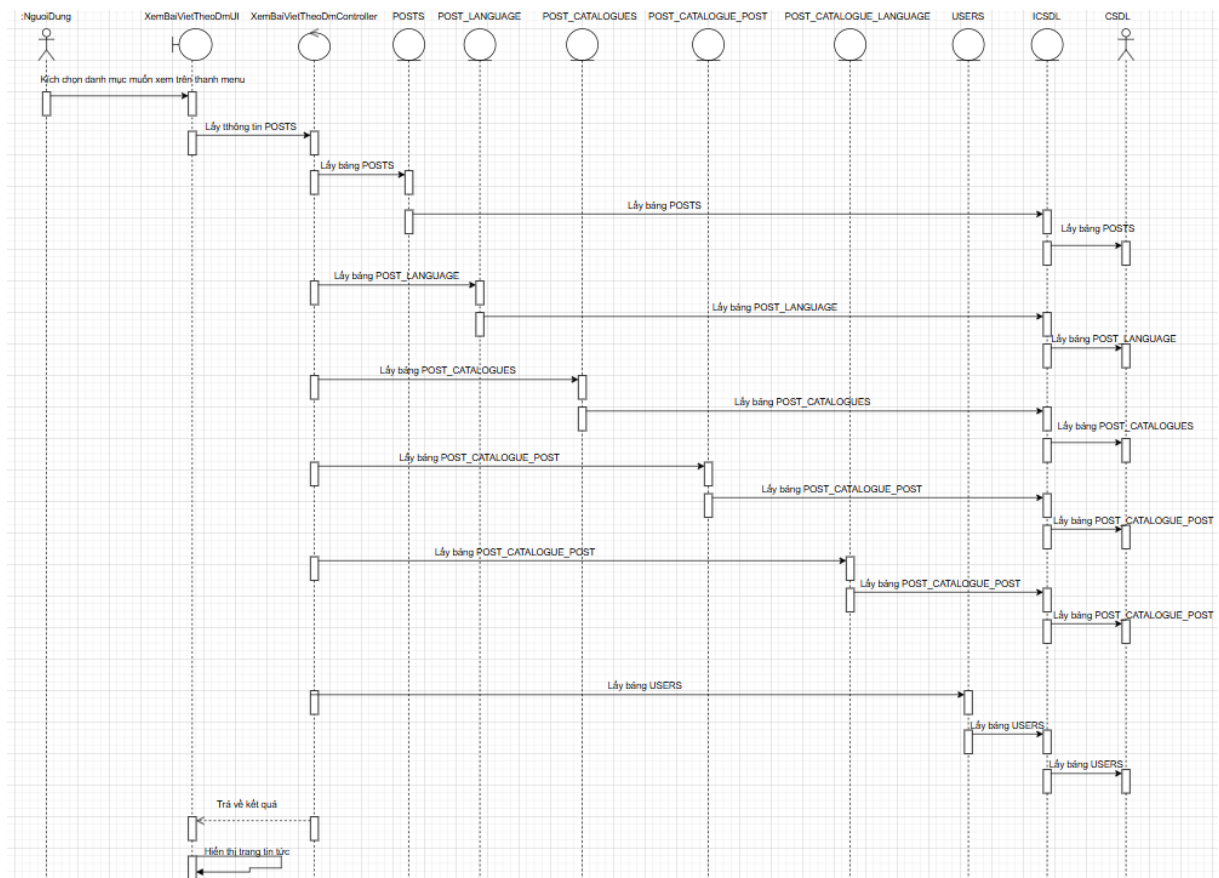 :NguoiDung
XemBaiVietTheoDmUI
XemBaiVietTheoDmController
POSTS
POST_LANGUAGE
POST_CATALOGUES
POST_CATALOGUE_POST
POST_CATALOGUE_LANGUAGE
USERS
ICSDL
CSDL
Kích chọn danh mục muốn xem trên thanh menu
Lấy tthông tin POSTS
Lấy bảng POSTS
Lấy bảng POSTS
Lấy bảng POSTS
Lấy bảng POST_LANGUAGE
Lấy bảng POST_LANGUAGE
Lấy bảng POST_LANGUAGE
Lấy bảng POST_CATALOGUES
Lấy bảng POST_CATALOGUES
Lấy bảng POST_CATALOGUES
Lấy bảng POST_CATALOGUE_POST
Lấy bảng POST_CATALOGUE_POST
Lấy bảng POST_CATALOGUE_POST
Lấy bảng POST_CATALOGUE_POST
Lấy bảng POST_CATALOGUE_POST
Lấy bảng POST_CATALOGUE_POST
Lấy bảng USERS
Lấy bảng USERS
Lấy bảng USERS
Trả về kết quả
Hiển thị trang tin tức